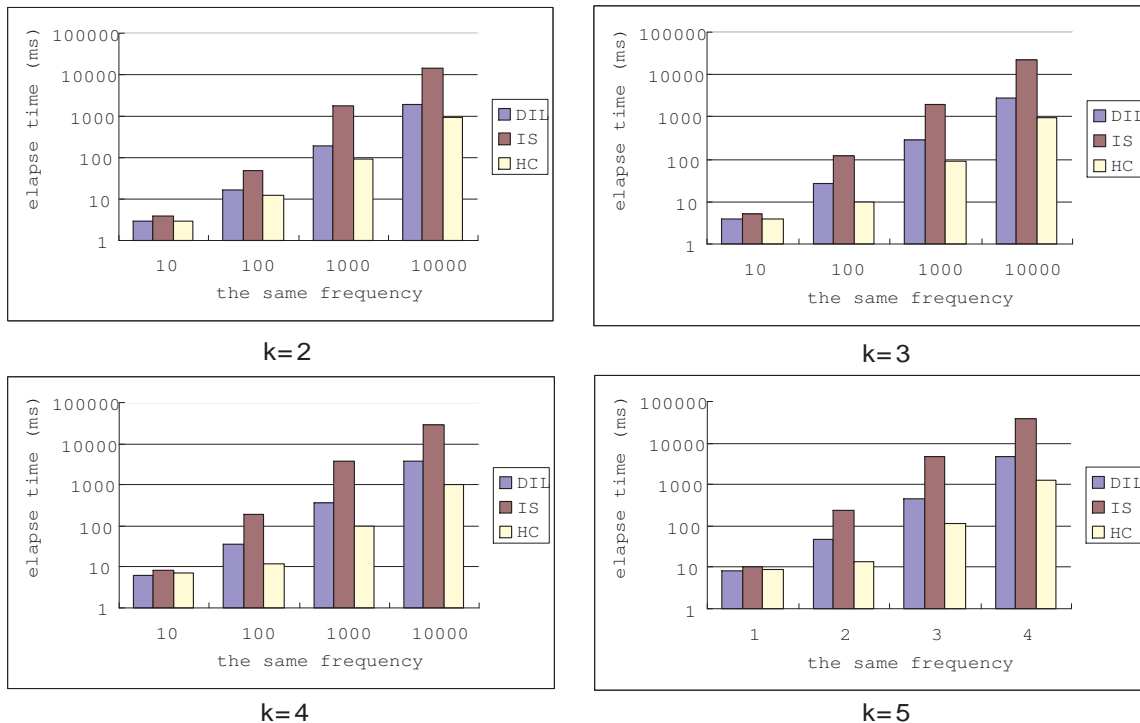 100000
10000
1000
100
10
1
elapse time (ms)
10 100 1000 10000
the same frequency
DIL
IS
HC
k=2
100000
10000
1000
100
10
1
elapse time (ms)
10 100 1000 10000
the same frequency
DIL
IS
HC
k=3
100000
10000
1000
100
10
1
elapse time (ms)
10 100 1000 10000
the same frequency
DIL
IS
HC
k=4
100000
10000
1000
100
10
1
elapse time (ms)
1 2 3 4
the same frequency
DIL
IS
HC
k=5